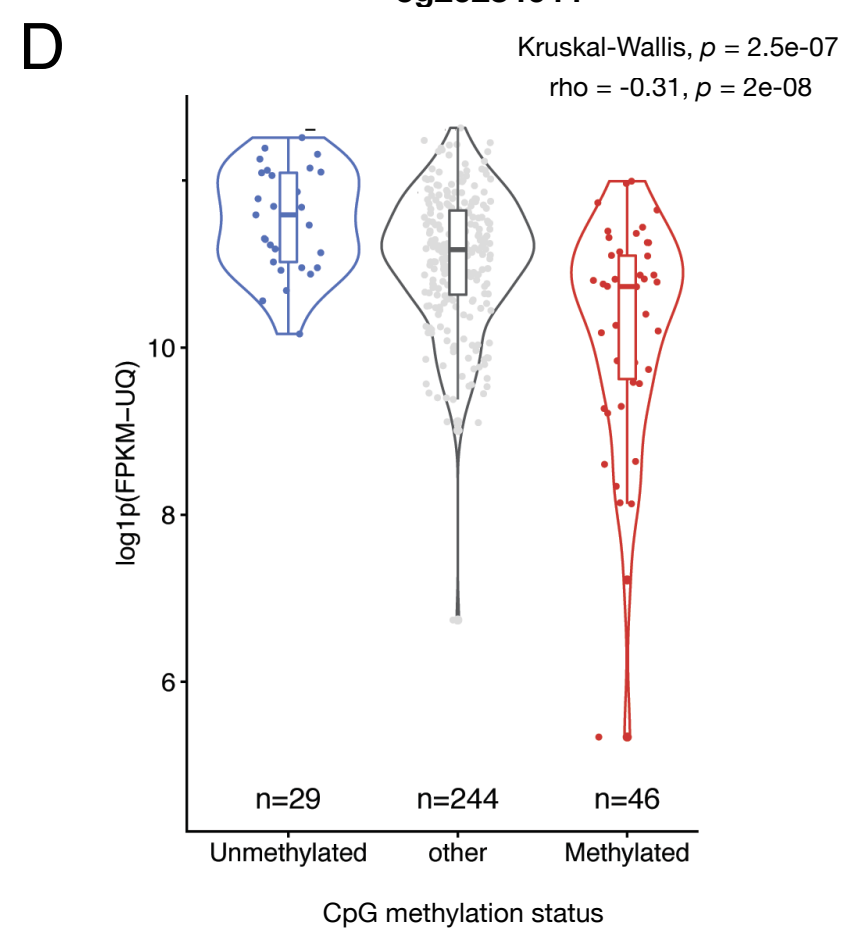 D
Kruskal-Wallis, p = 2.5e-07
rho = -0.31, p = 2e-08
log1p(FPKM−UQ)
10
8
6
n=29 n=244 n=46
Unmethylated other Methylated
CpG methylation status